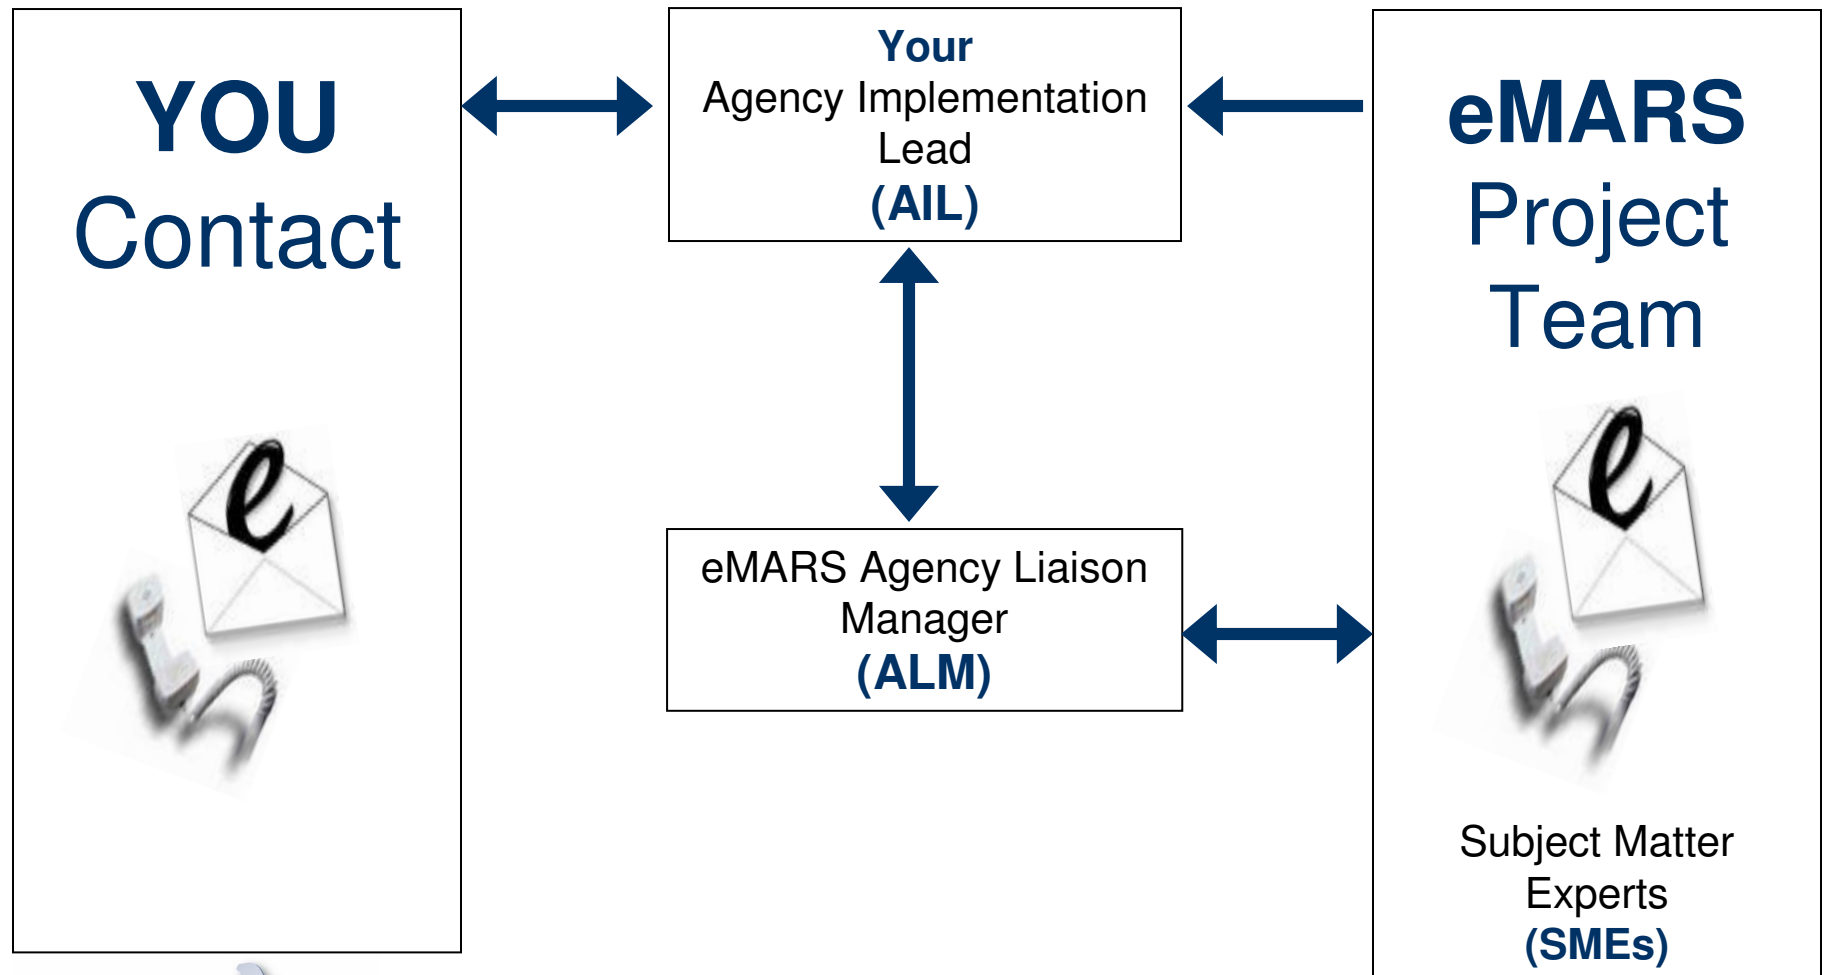 YOU
Contact
Your
Agency Implementation
Lead
(AIL)
eMARS Agency Liaison
Manager
(ALM)
eMARS
Project
Team
Subject Matter
Experts
(SMEs)